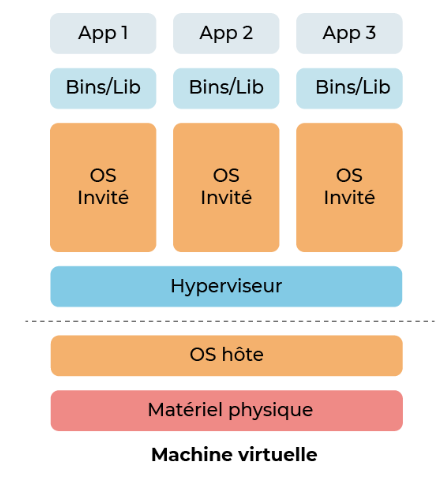 App 1
App 2
App 3
Bins/Lib
Bins/Lib
Bins/Lib
OS
Invité
OS
Invité
OS
Invité
Hyperviseur
OS hôte
Matériel physique
Machine virtuelle